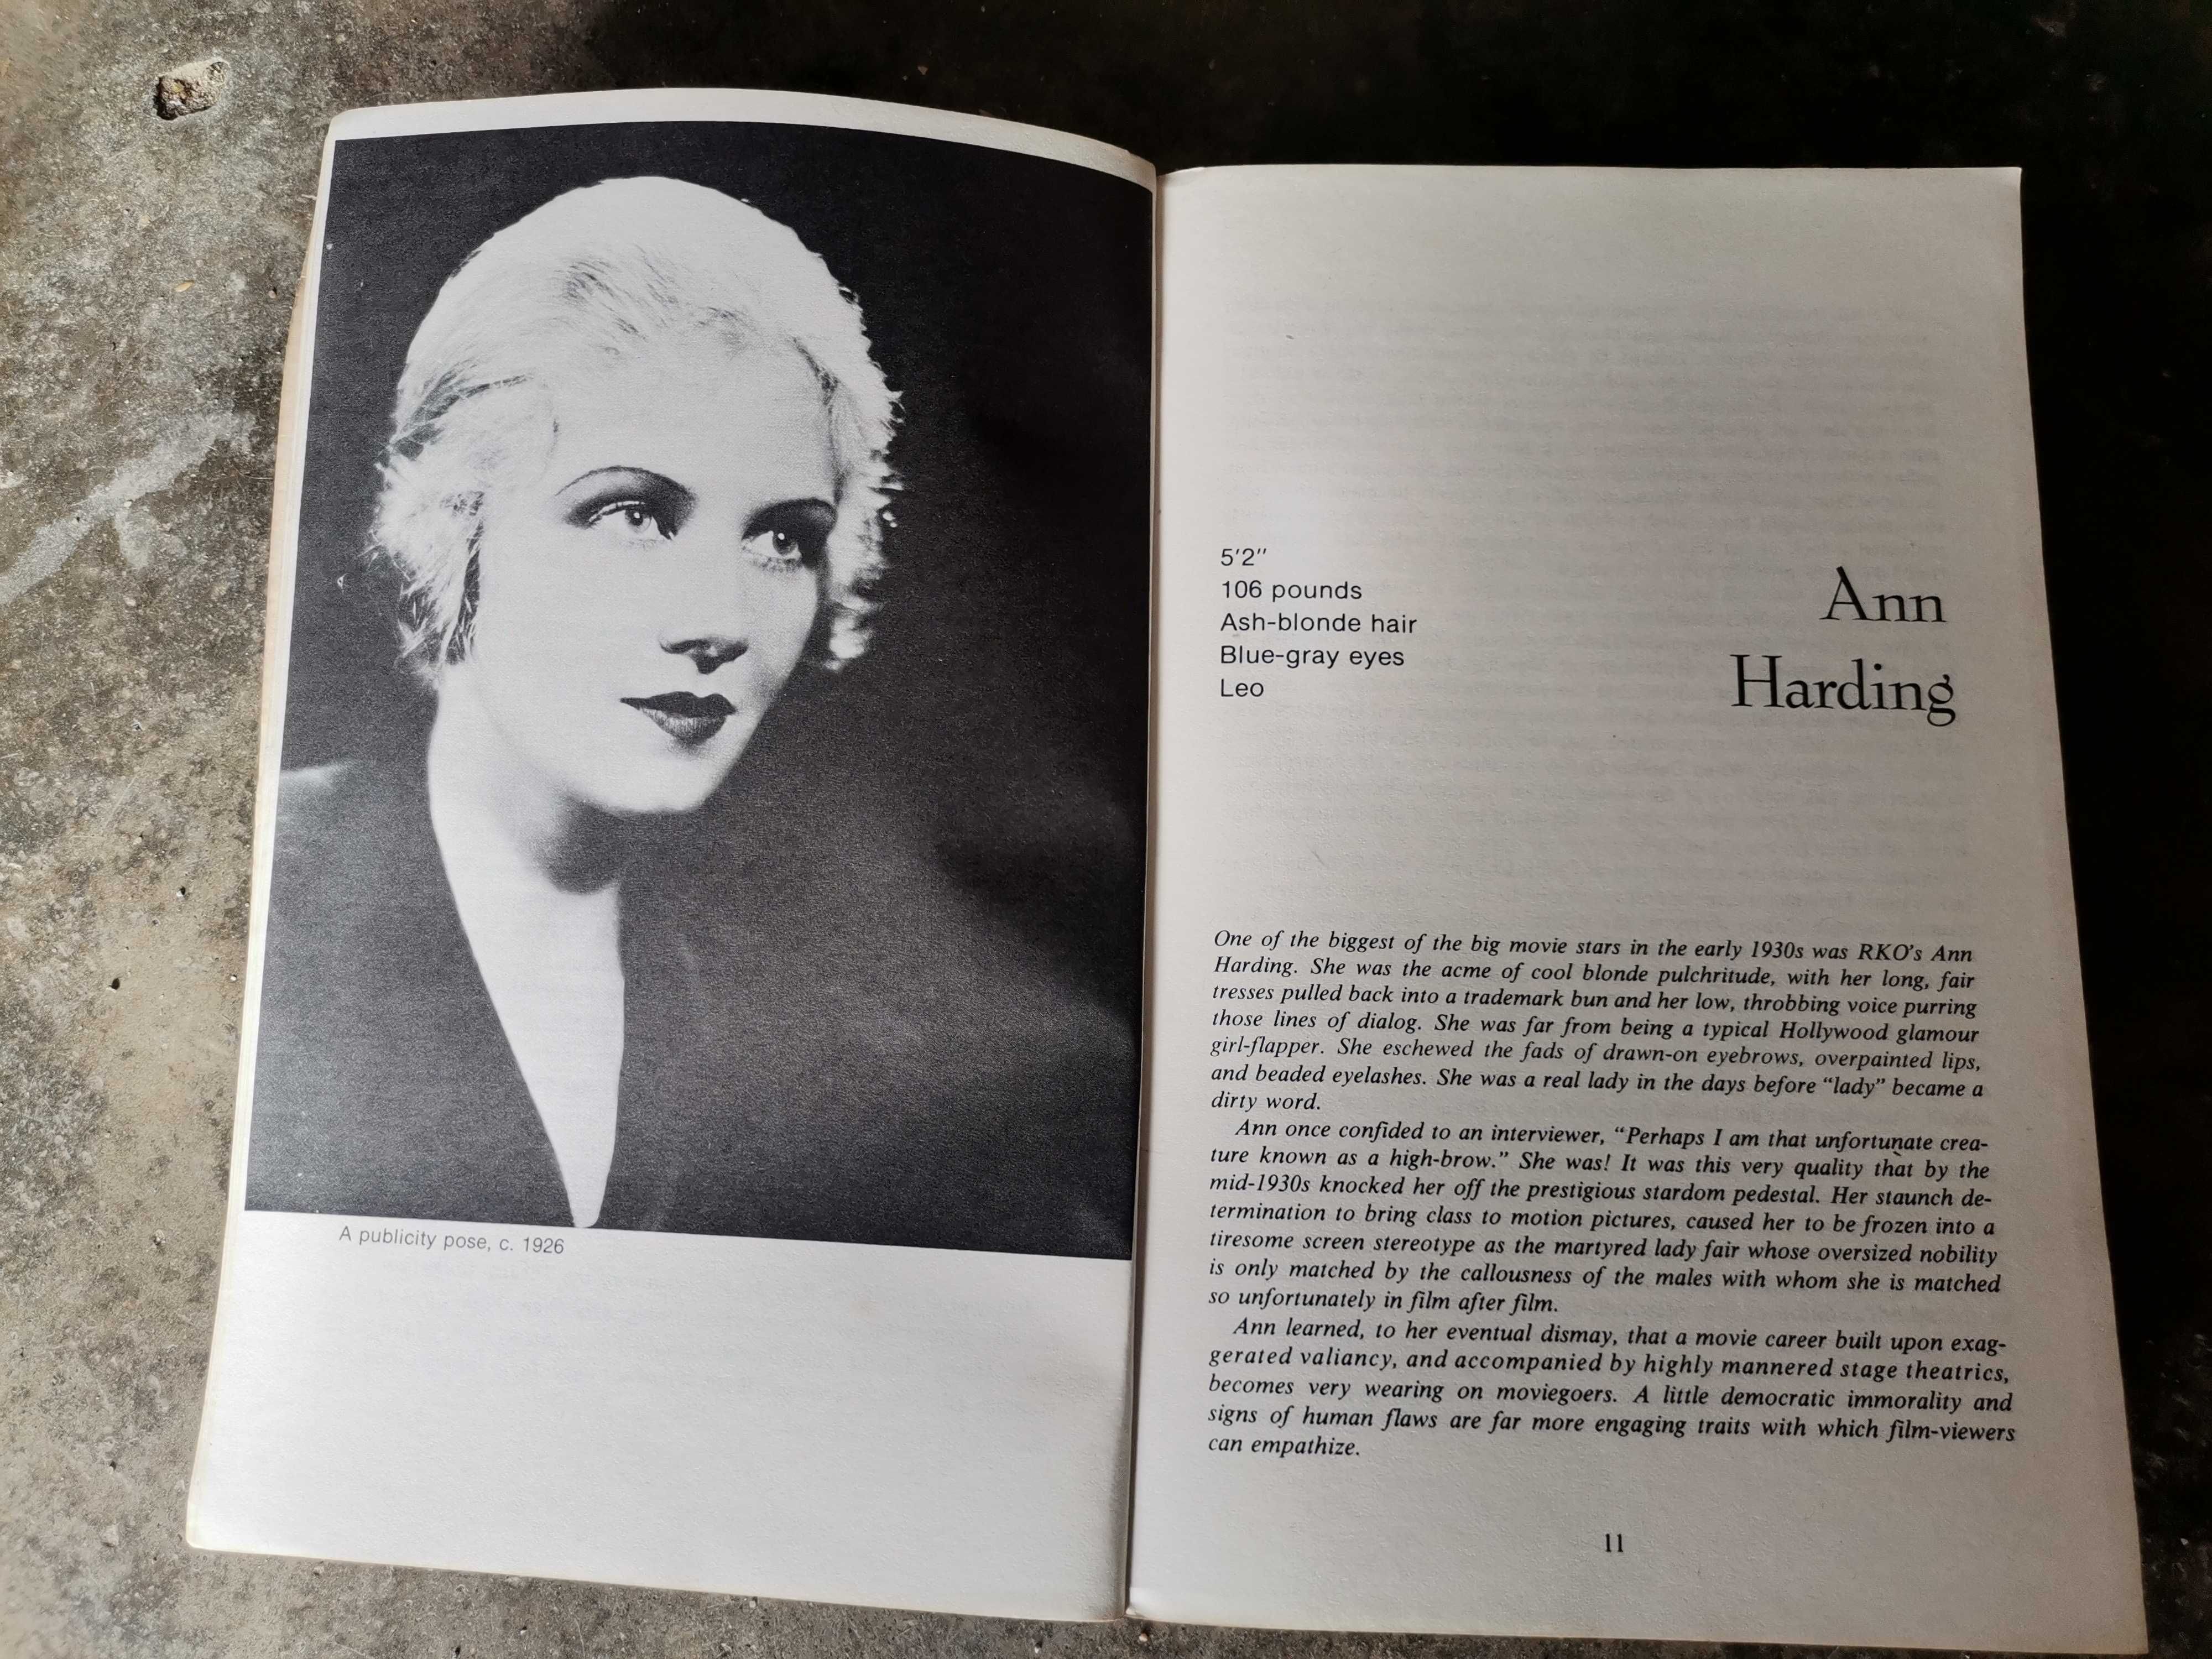 A publicity pose, c. 1926
5'2"
106 pounds
Ash-blonde hair
Blue-gray eyes
Leo
Ann
Harding
One of the biggest of the big movie stars in the early 1930s was RKO's Ann
Harding. She was the acme of cool blonde pulchritude, with her long, fair
tresses pulled back into a trademark bun and her low, throbbing voice purring
those lines of dialog. She was far from being a typical Hollywood glamour
girl-flapper. She eschewed the fads of drawn-on eyebrows, overpainted lips,
and beaded eyelashes. She was a real lady in the days before "lady" became a
dirty word.
Ann once confided to an interviewer, "Perhaps I am that unfortunate crea-
ture known as a high-brow." She was! It was this very quality that by the
mid-1930s knocked her off the prestigious stardom pedestal. Her staunch de-
termination to bring class to motion pictures, caused her to be frozen into a
tiresome screen stereotype as the martyred lady fair whose oversized nobility
is only matched by the callousness of the males with whom she is matched
so unfortunately in film after film.
Ann learned, to her eventual dismay, that a movie career built upon exag-
gerated valiancy, and accompanied by highly mannered stage theatrics,
becomes very wearing on moviegoers. A little democratic immorality and
signs of human flaws are far more engaging traits with which film-viewers
can empathize.
11